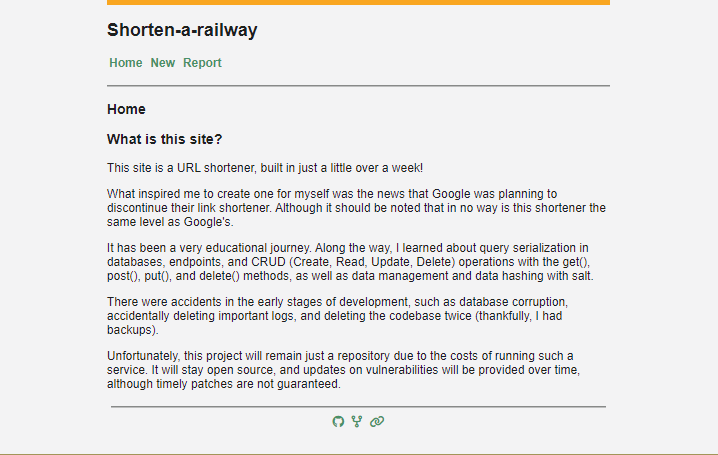 Shorten-a-railway
Home New Report
Home
What is this site?
This site is a URL shortener, built in just a little over a week!
What inspired me to create one for myself was the news that Google was planning to
discontinue their link shortener. Although it should be noted that in no way is this shortener the
same level as Google's.
It has been a very educational journey. Along the way, I learned about query serialization in
databases, endpoints, and CRUD (Create, Read, Update, Delete) operations with the get(),
post(), put(), and delete() methods, as well as data management and data hashing with salt.
There were accidents in the early stages of development, such as database corruption,
accidentally deleting important logs, and deleting the codebase twice (thankfully, I had
backups).
Unfortunately, this project will remain just a repository due to the costs of running such a
service. It will stay open source, and updates on vulnerabilities will be provided over time,
although timely patches are not guaranteed.